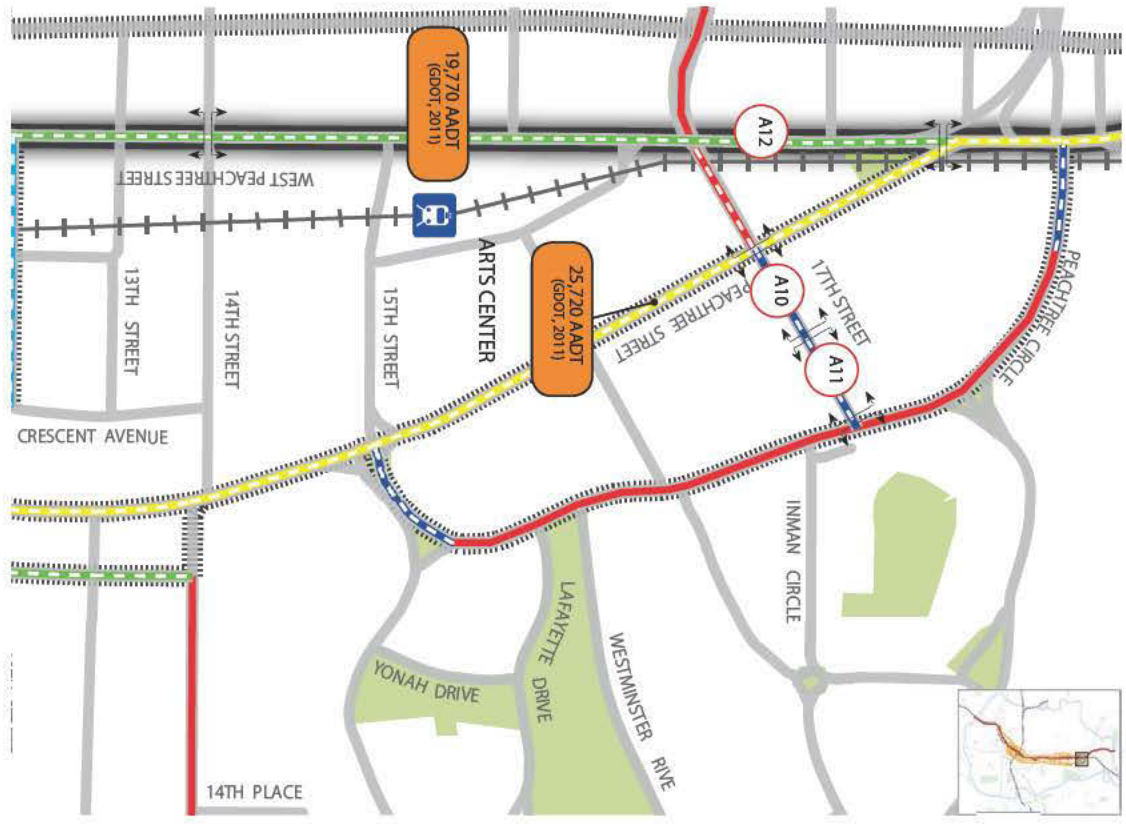 19,770 AADT
(GDOT, 2011)
A12
WEST PEACHTREE STREET
ARTS CENTER
25,720 AADT
(GDOT, 2011)
A10
17TH STREET
PEACHTREE STREET
A11
PEACHTREE CIRCLE
13TH STREET
14TH STREET
15TH STREET
CRESCENT AVENUE
INMAN CIRCLE
LAFAYETTE DRIVE
WESTMINSTER RIVE
YONAH DRIVE
14TH PLACE